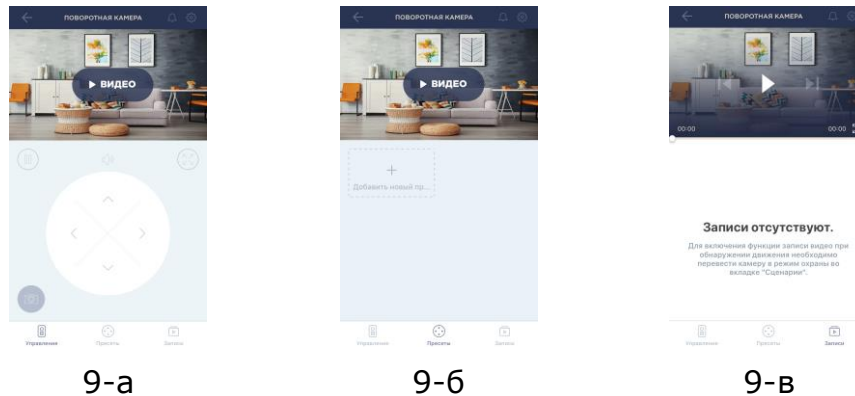 ПОВОРОТНАЯ КАМЕРА
ВИДЕО
Управление
Пресеты
Записи
9-а
ПОВОРОТНАЯ КАМЕРА
ВИДЕО
Добавить новый пр...
Управление
Пресеты
Записи
9-б
ПОВОРОТНАЯ КАМЕРА
00:00
00:00
Записи отсутствуют.
Для включения функции записи видео при
обнаружении движения необходимо
перевести камеру в режим охраны во
вкладке "Сценарии".
Управление
Пресеты
Записи
9-в